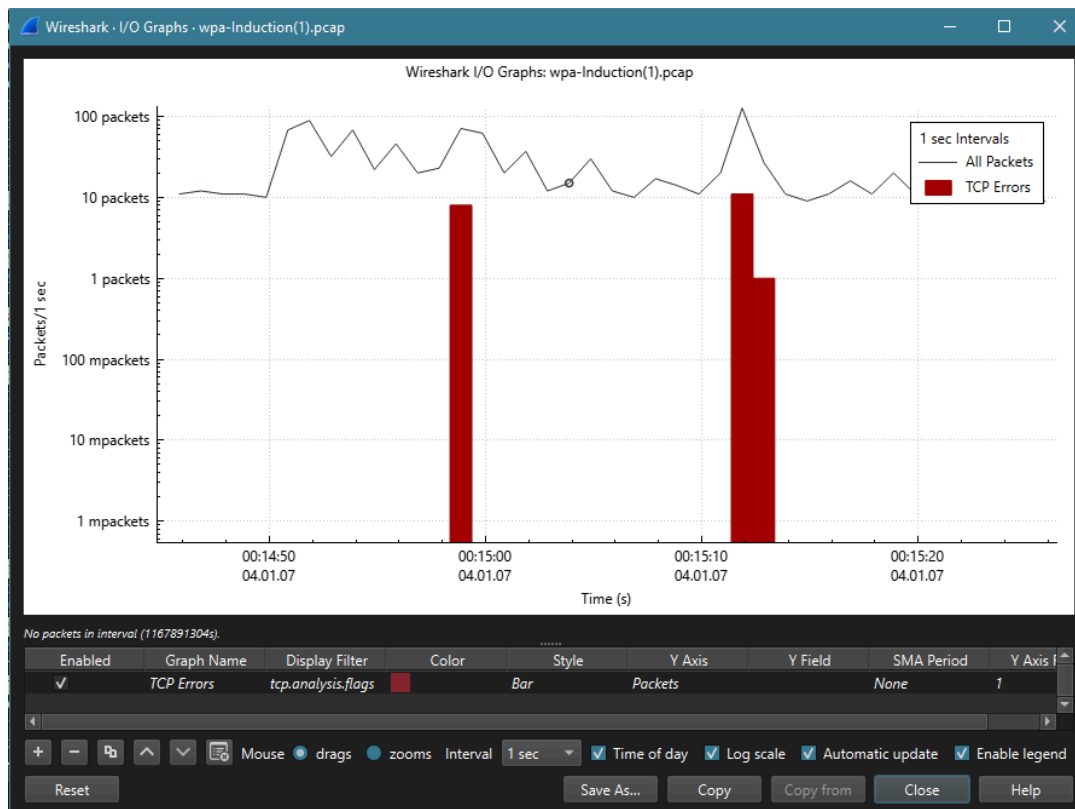 Wireshark · I/O Graphs · wpa-Induction(1).pcap
Wireshark I/O Graphs: wpa-Induction(1).pcap
Packets/1 sec
100 packets
10 packets
1 packets
100 mpackets
10 mpackets
1 mpackets
1 sec Intervals
All Packets
TCP Errors
00:14:50 00:15:00 00:15:10 00:15:20
04.01.07 04.01.07 04.01.07 04.01.07
Time (s)
No packets in interval (1167891304s).
Enabled Graph Name Display Filter Color Style Y Axis Y Field SMA Period Y Axis F
TCP Errors tcp.analysis.flags Bar Packets None 1
Mouse drags zooms Interval 1 sec Time of day Log scale Automatic update Enable legend
Reset Save As... Copy Copy from Close Help